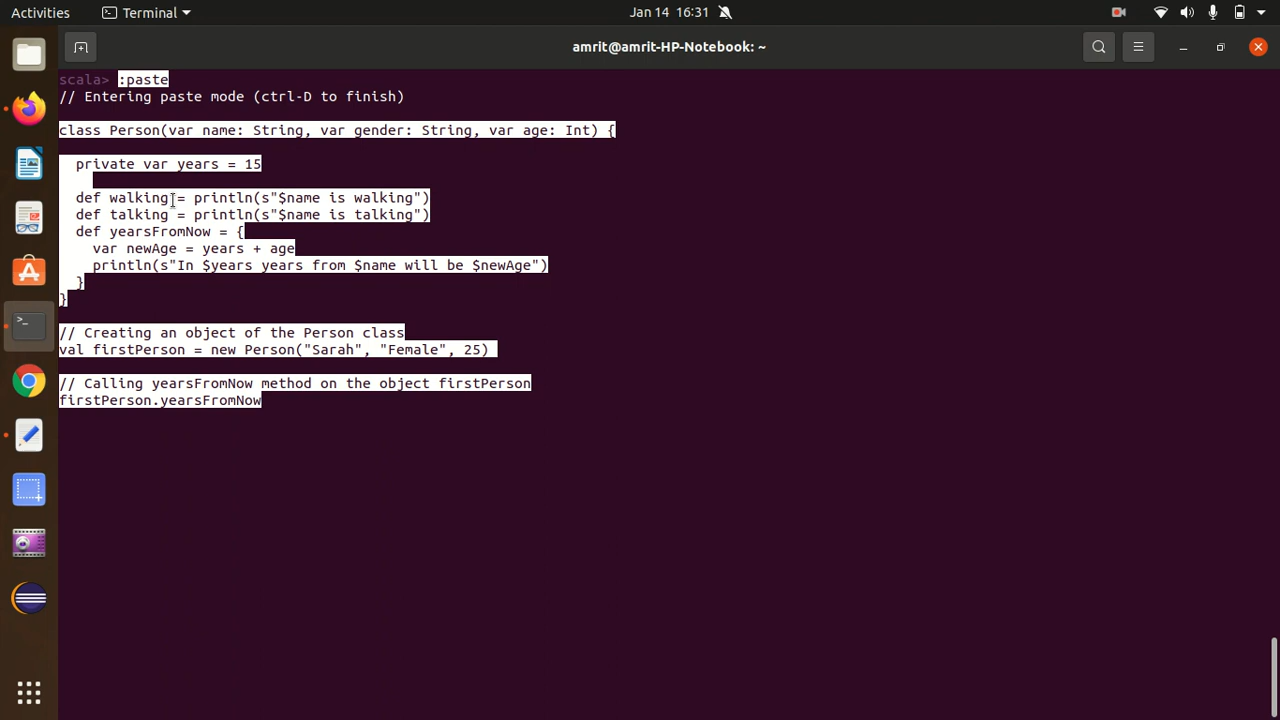 Activities Terminal Jan 14 16:31
amrit@amrit-HP-Notebook: ~
scala> :paste
// Entering paste mode (ctrl-D to finish)
class Person(var name: String, var gender: String, var age: Int) {
private var years = 15
def walking = println(s"$name is walking")
def talking = println(s"$name is talking")
def yearsFromNow = {
var newAge = years + age
println(s"In $years years from $name will be $newAge")
}
}
// Creating an object of the Person class
val firstPerson = new Person("Sarah", "Female", 25)
// Calling yearsFromNow method on the object firstPerson
firstPerson.yearsFromNow